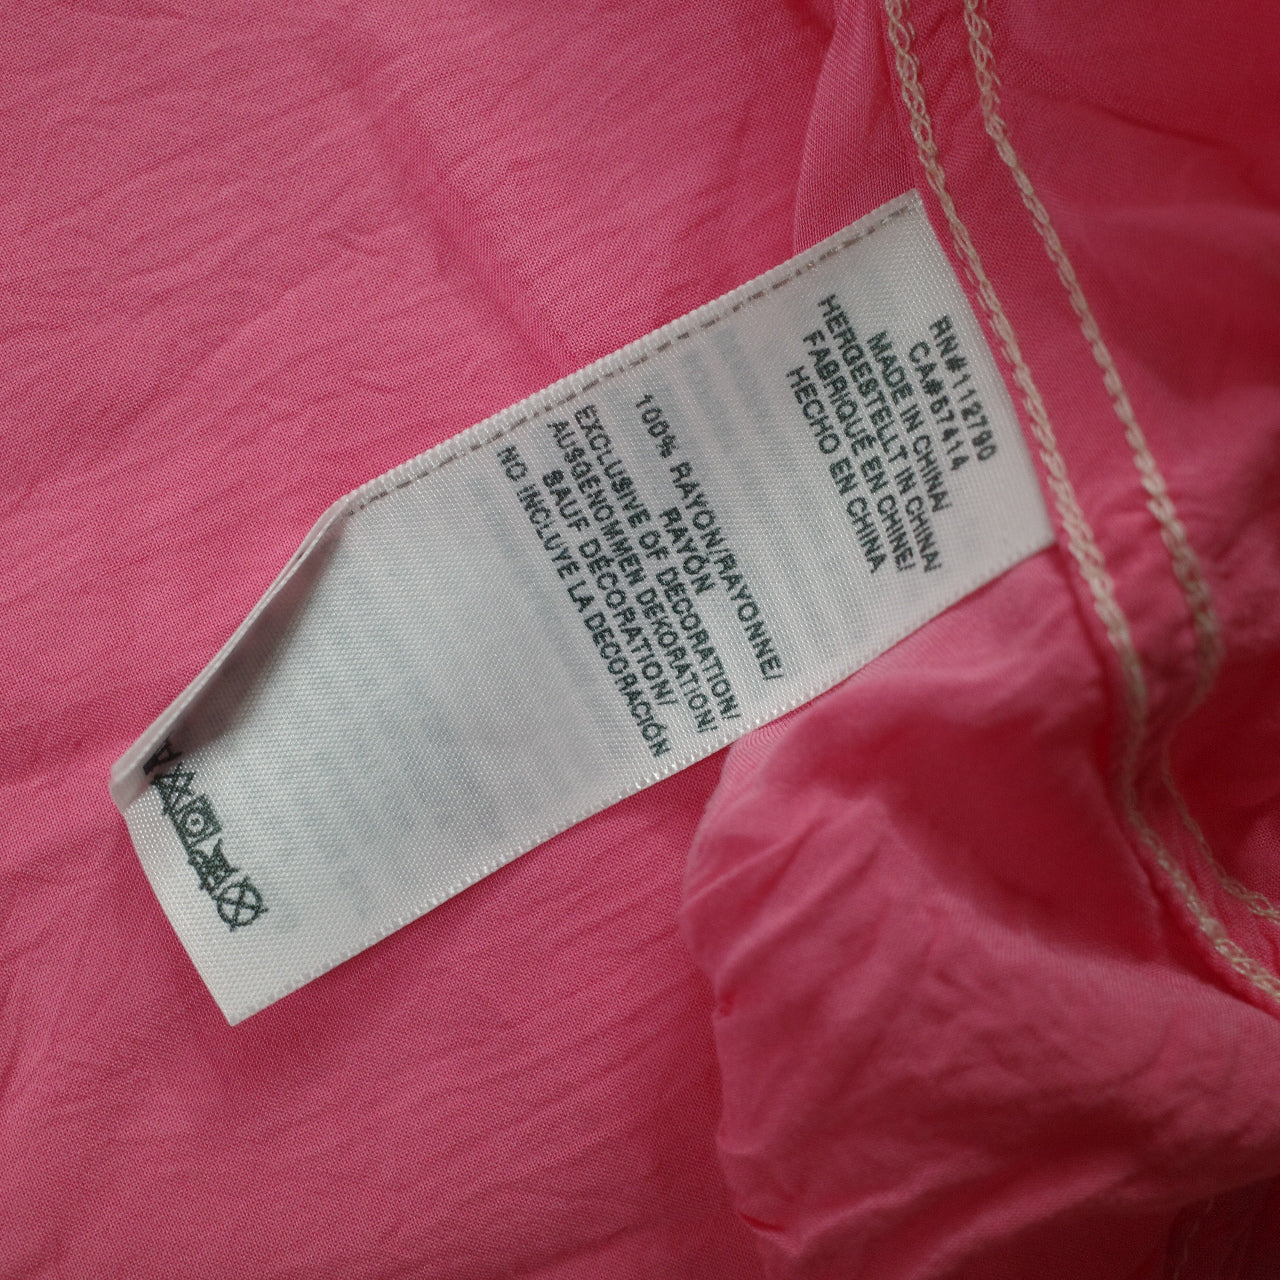 RN#112790
CA#57414
MADE IN CHINA/
HERGESTELLT IN CHINA/
FABRIQUÉ EN CHINE/
HECHO EN CHINA
100% RAYON/RAYONNE/
RAYÓN
EXCLUSIVE OF DECORATION/
AUSGENOMMEN DEKORATION/
SAUF DÉCORATION/
NO INCLUYE LA DECORACIÓN